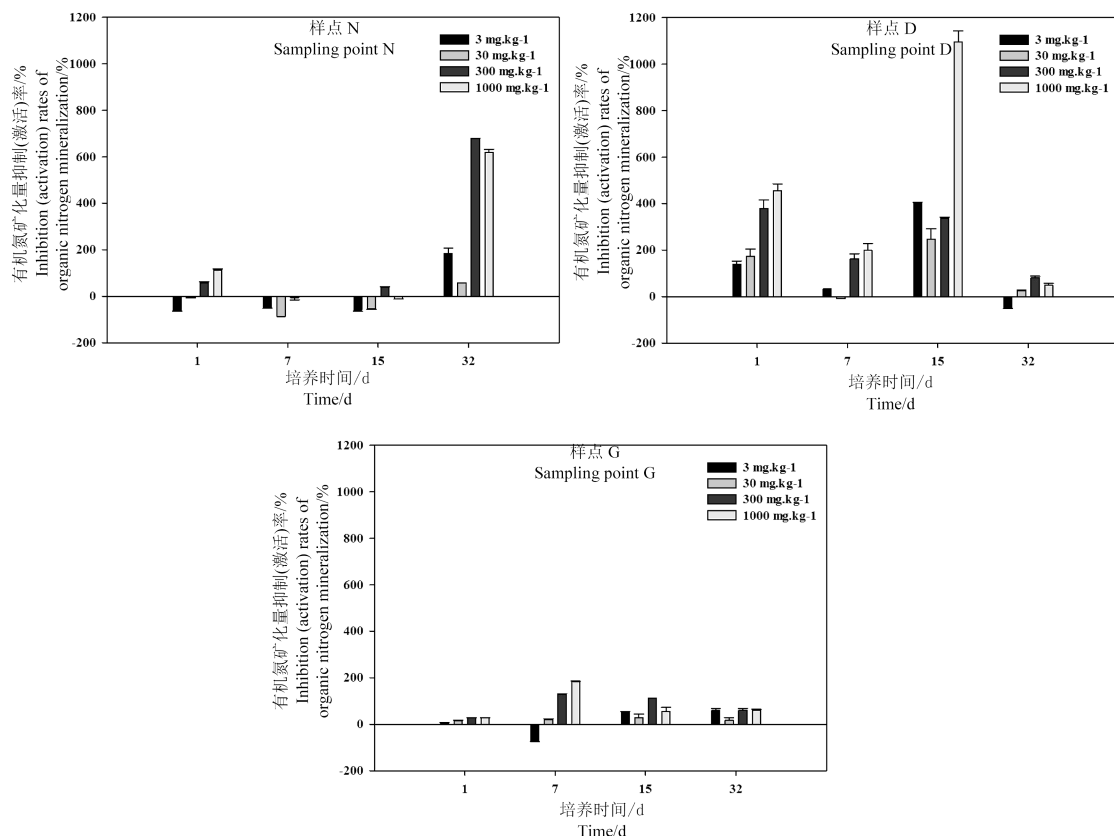 样点 N
Sampling point N
3 mg.kg-1
30 mg.kg-1
300 mg.kg-1
1000 mg.kg-1
有机氮矿化量抑制(激活)率/%
Inhibition (activation) rates of
organic nitrogen mineralization/%
1200
1000
800
600
400
200
0
-200
1
7
15
32
培养时间/d
Time/d
样点 D
Sampling point D
3 mg.kg-1
30 mg.kg-1
300 mg.kg-1
1000 mg.kg-1
有机氮矿化量抑制(激活)率/%
Inhibition (activation) rates of
organic nitrogen mineralization/%
1200
1000
800
600
400
200
0
-200
1
7
15
32
培养时间/d
Time/d
样点 G
Sampling point G
3 mg.kg-1
30 mg.kg-1
300 mg.kg-1
1000 mg.kg-1
有机氮矿化量抑制(激活)率/%
Inhibition (activation) rates of
organic nitrogen mineralization/%
1200
1000
800
600
400
200
0
-200
1
7
15
32
培养时间/d
Time/d